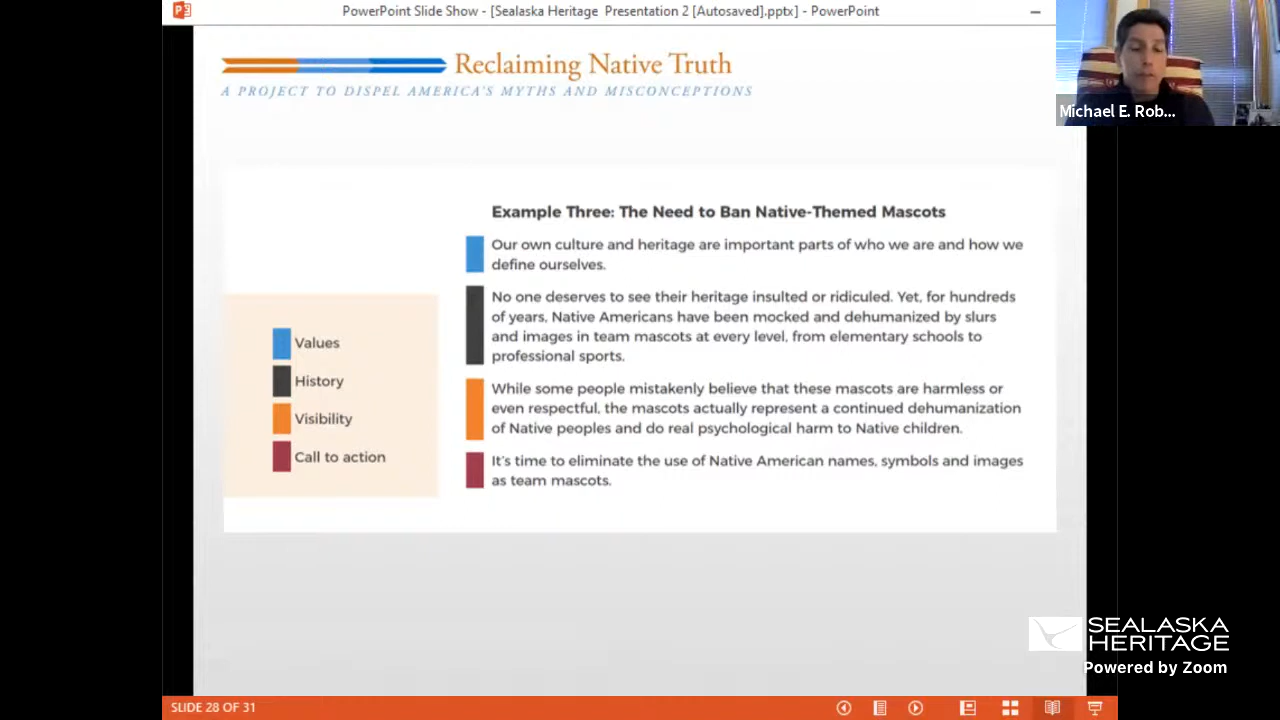 PowerPoint Slide Show - [Sealaska Heritage Presentation 2 [Autosaved].pptx] - PowerPoint
Michael E. Rob...
Reclaiming Native Truth
A PROJECT TO DISPEL AMERICA'S MYTHS AND MISCONCEPTIONS
Example Three: The Need to Ban Native-Themed Mascots
Our own culture and heritage are important parts of who we are and how we
define ourselves.
No one deserves to see their heritage insulted or ridiculed. Yet, for hundreds
of years, Native Americans have been mocked and dehumanized by slurs
and images in team mascots at every level, from elementary schools to
professional sports.
While some people mistakenly believe that these mascots are harmless or
even respectful, the mascots actually represent a continued dehumanization
of Native peoples and do real psychological harm to Native children.
It's time to eliminate the use of Native American names, symbols and images
as team mascots.
Values
History
Visibility
Call to action
SEALASKA
HERITAGE
Powered by Zoom
SLIDE 28 OF 31